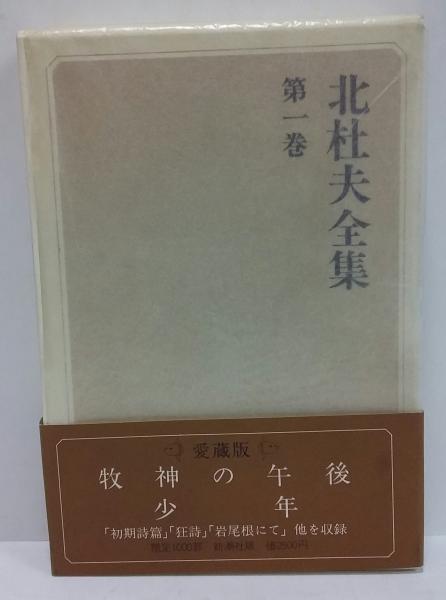 北杜夫全集
第一巻
愛蔵版
牧神の午後
少年
「初期詩篇」「狂詩」「岩尾根にて」他を収録
限定1000部 新潮社版 価2500円